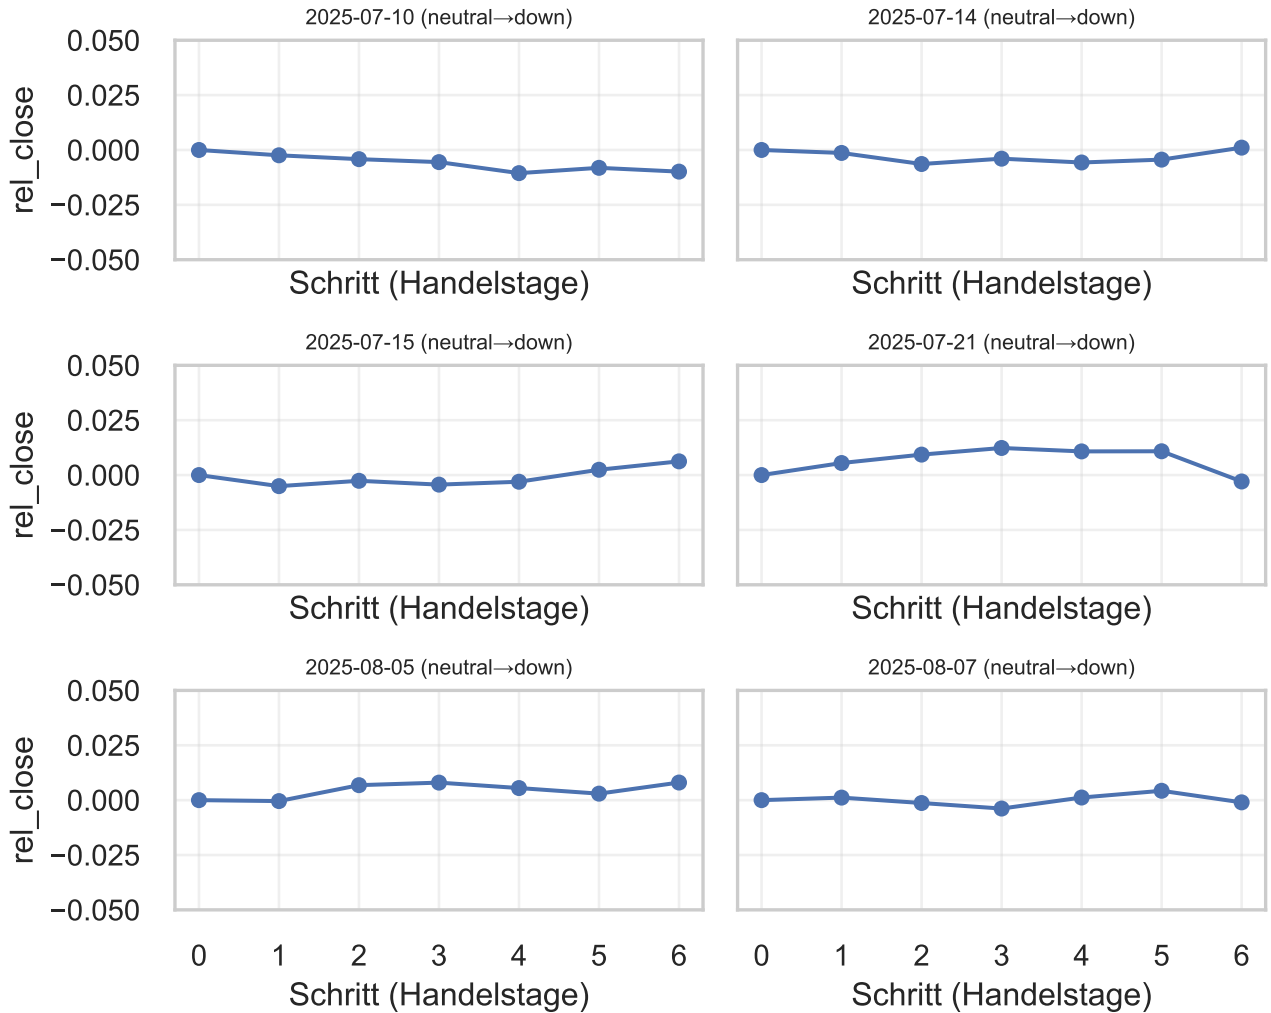 2025-07-10 (neutral→down)
0.050
0.025
0.000
−0.025
−0.050
rel_close
Schritt (Handelstage)
2025-07-14 (neutral→down)
Schritt (Handelstage)
2025-07-15 (neutral→down)
0.050
0.025
0.000
−0.025
−0.050
rel_close
Schritt (Handelstage)
2025-07-21 (neutral→down)
Schritt (Handelstage)
2025-08-05 (neutral→down)
0.050
0.025
0.000
−0.025
−0.050
rel_close
0 1 2 3 4 5 6
Schritt (Handelstage)
2025-08-07 (neutral→down)
0 1 2 3 4 5 6
Schritt (Handelstage)